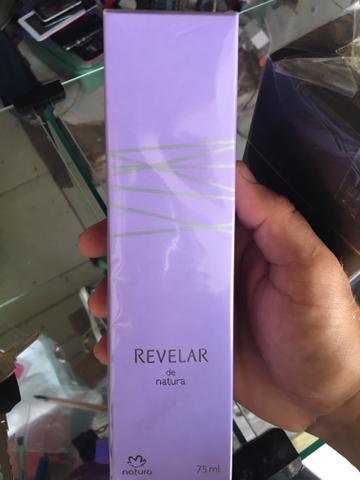 REVELAR
de
natura
natura
75 ml